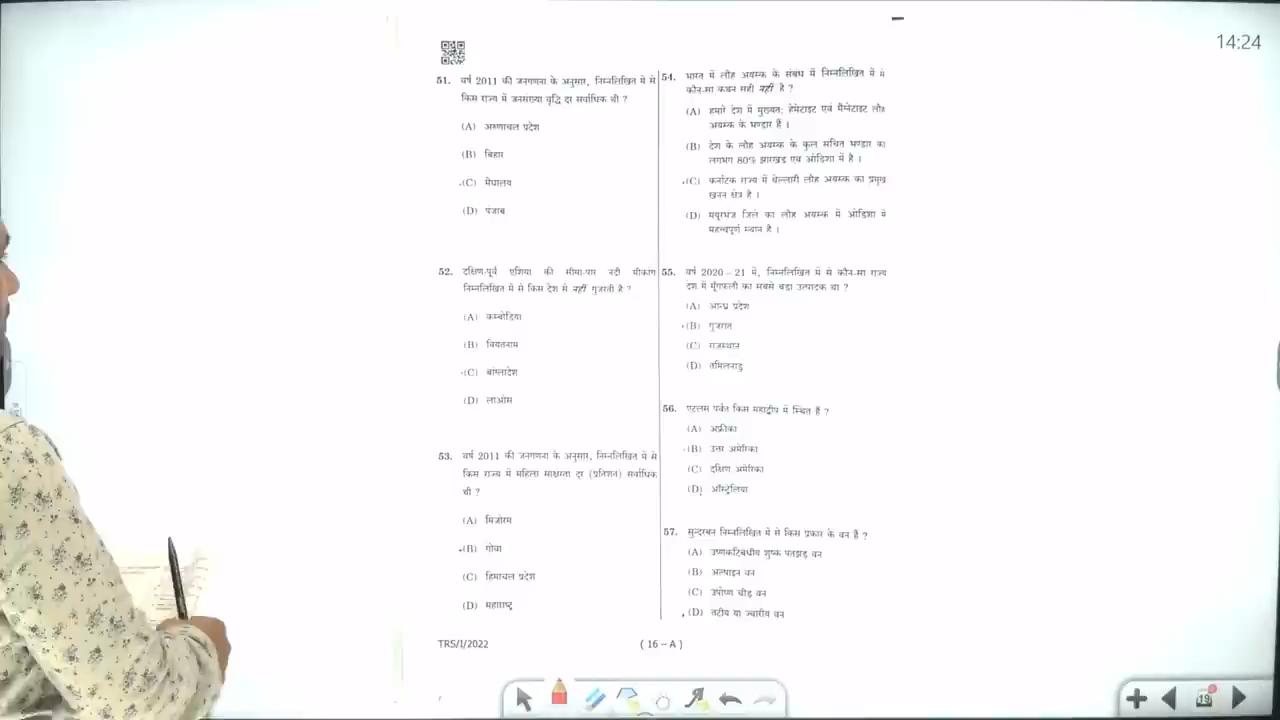 14:24
51. वर्ष 2011 की जनगणना के अनुसार, निम्नलिखित में से
किस राज्य में जनसंख्या वृद्धि दर सर्वाधिक थी ?
(A) अरुणाचल प्रदेश
(B) बिहार
(C) मेघालय
(D) पंजाब
52. दक्षिण-पूर्व एशिया की सीमा-पार नदी मीकांग
निम्नलिखित में से किस देश से नहीं गुजरती है ?
(A) कम्बोडिया
(B) वियतनाम
(C) बांग्लादेश
(D) लाओस
53. वर्ष 2011 की जनगणना के अनुसार, निम्नलिखित में से
किस राज्य में महिला साक्षरता दर (प्रतिशत) सर्वाधिक
थी ?
(A) मिजोरम
(B) गोवा
(C) हिमाचल प्रदेश
(D) महाराष्ट्र
54. भारत में लौह अयस्क के संबंध में निम्नलिखित में से
कौन-सा कथन सही नहीं है ?
(A) हमारे देश में मुख्यतः हेमेटाइट एवं मैग्नेटाइट लौह
अयस्क के भण्डार हैं ।
(B) देश के लौह अयस्क के कुल संचित भण्डार का
लगभग 80% झारखंड एवं ओडिशा में है ।
(C) कर्नाटक राज्य में बेल्लारी लौह अयस्क का प्रमुख
खनन क्षेत्र है ।
(D) मयूरभंज जिले का लौह अयस्क में ओडिशा में
महत्त्वपूर्ण स्थान है ।
55. वर्ष 2020 – 21 में, निम्नलिखित में से कौन-सा राज्य
देश में मूँगफली का सबसे बड़ा उत्पादक था ?
(A) आन्ध्र प्रदेश
(B) गुजरात
(C) राजस्थान
(D) तमिलनाडु
56. एटलस पर्वत किस महाद्वीप में स्थित हैं ?
(A) अफ्रीका
(B) उत्तर अमेरिका
(C) दक्षिण अमेरिका
(D) ऑस्ट्रेलिया
57. सुन्दरबन निम्नलिखित में से किस प्रकार के वन हैं ?
(A) उष्णकटिबंधीय शुष्क पतझड़ वन
(B) अल्पाइन वन
(C) उपोष्ण चीड़ वन
(D) तटीय या ज्वारीय वन
TRS/I/2022
( 16 – A )
19